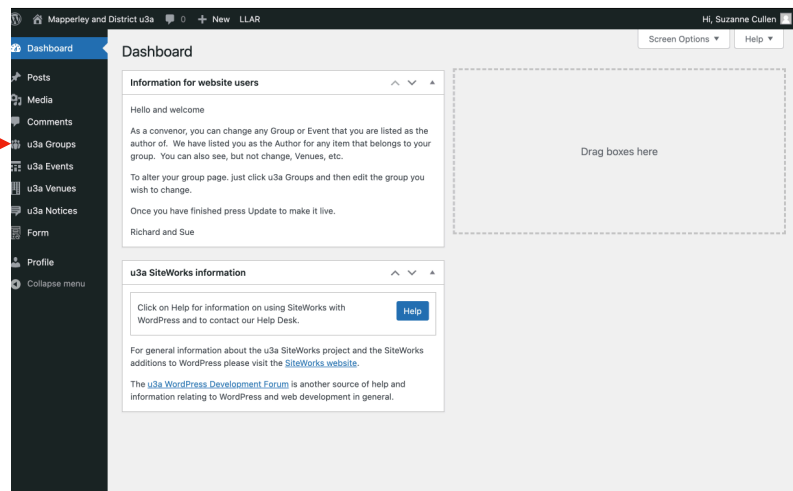 Mapperley and District u3a 0 New LLAR Hi, Suzanne Cullen
Screen Options Help
Dashboard
Posts
Media
Comments
u3a Groups
u3a Events
u3a Venues
u3a Notices
Form
Profile
Collapse menu
Dashboard
Information for website users
Hello and welcome
As a convenor, you can change any Group or Event that you are listed as the
author of. We have listed you as the Author for any item that belongs to your
group. You can also see, but not change, Venues, etc.
To alter your group page. just click u3a Groups and then edit the group you
wish to change.
Once you have finished press Update to make it live.
Richard and Sue
u3a SiteWorks information
Click on Help for information on using SiteWorks with
WordPress and to contact our Help Desk.
Help
For general information about the u3a SiteWorks project and the SiteWorks
additions to WordPress please visit the SiteWorks website.
The u3a WordPress Development Forum is another source of help and
information relating to WordPress and web development in general.
Drag boxes here